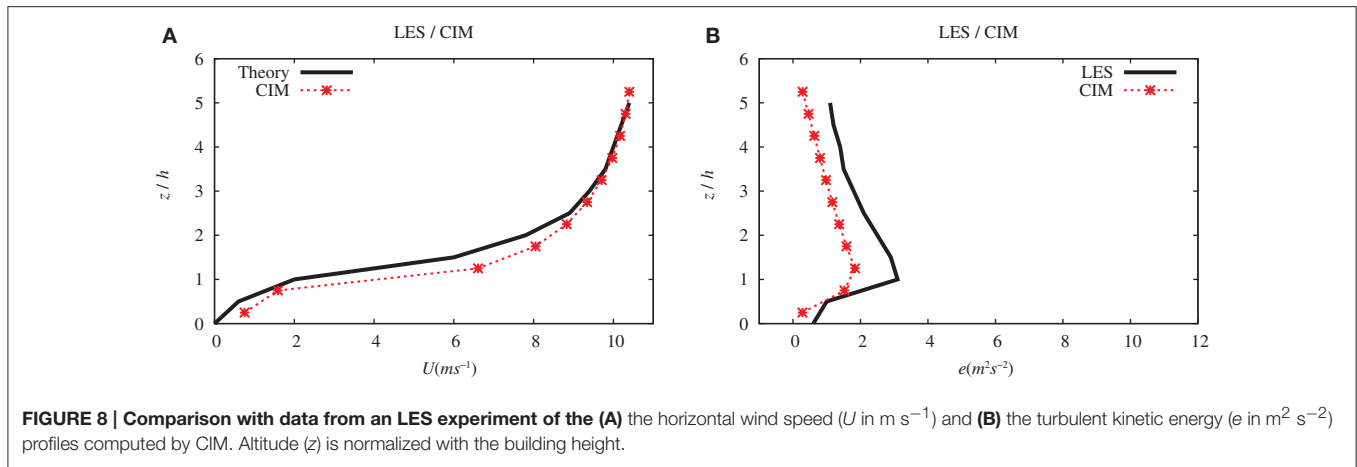 A
LES / CIM
6
5
4
3
2
1
0
z / h
Theory
CIM
0 2 4 6 8 10
U(ms⁻¹)
B
LES / CIM
6
5
4
3
2
1
0
z / h
LES
CIM
0 2 4 6 8 10 12
e(m²s⁻²)
FIGURE 8 | Comparison with data from an LES experiment of the (A) the horizontal wind speed (U in m s⁻¹) and (B) the turbulent kinetic energy (e in m² s⁻²)
profiles computed by CIM. Altitude (z) is normalized with the building height.